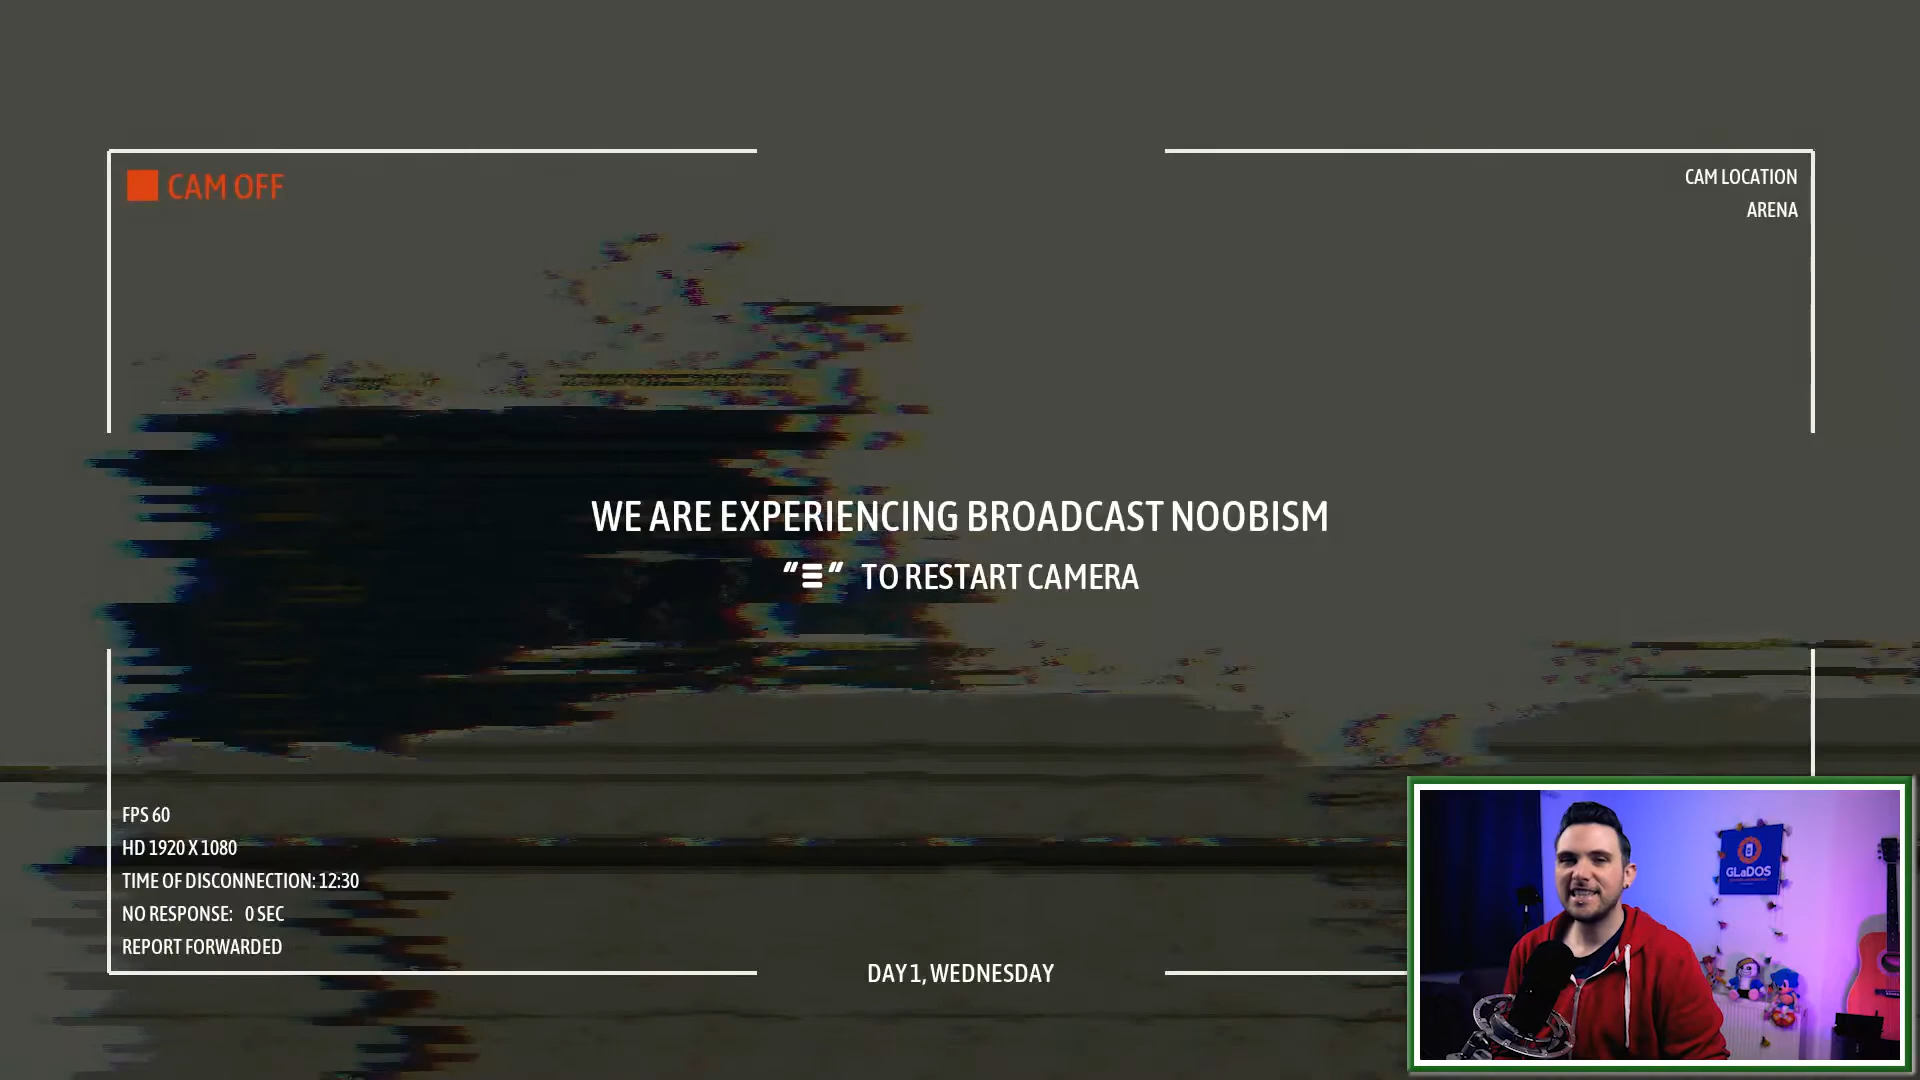 CAM OFF
CAM LOCATION
ARENA
WE ARE EXPERIENCING BROADCAST NOOBISM
"☰" TO RESTART CAMERA
FPS 60
HD 1920 X 1080
TIME OF DISCONNECTION: 12:30
NO RESPONSE: 0 SEC
REPORT FORWARDED
DAY 1, WEDNESDAY
GLaDOS